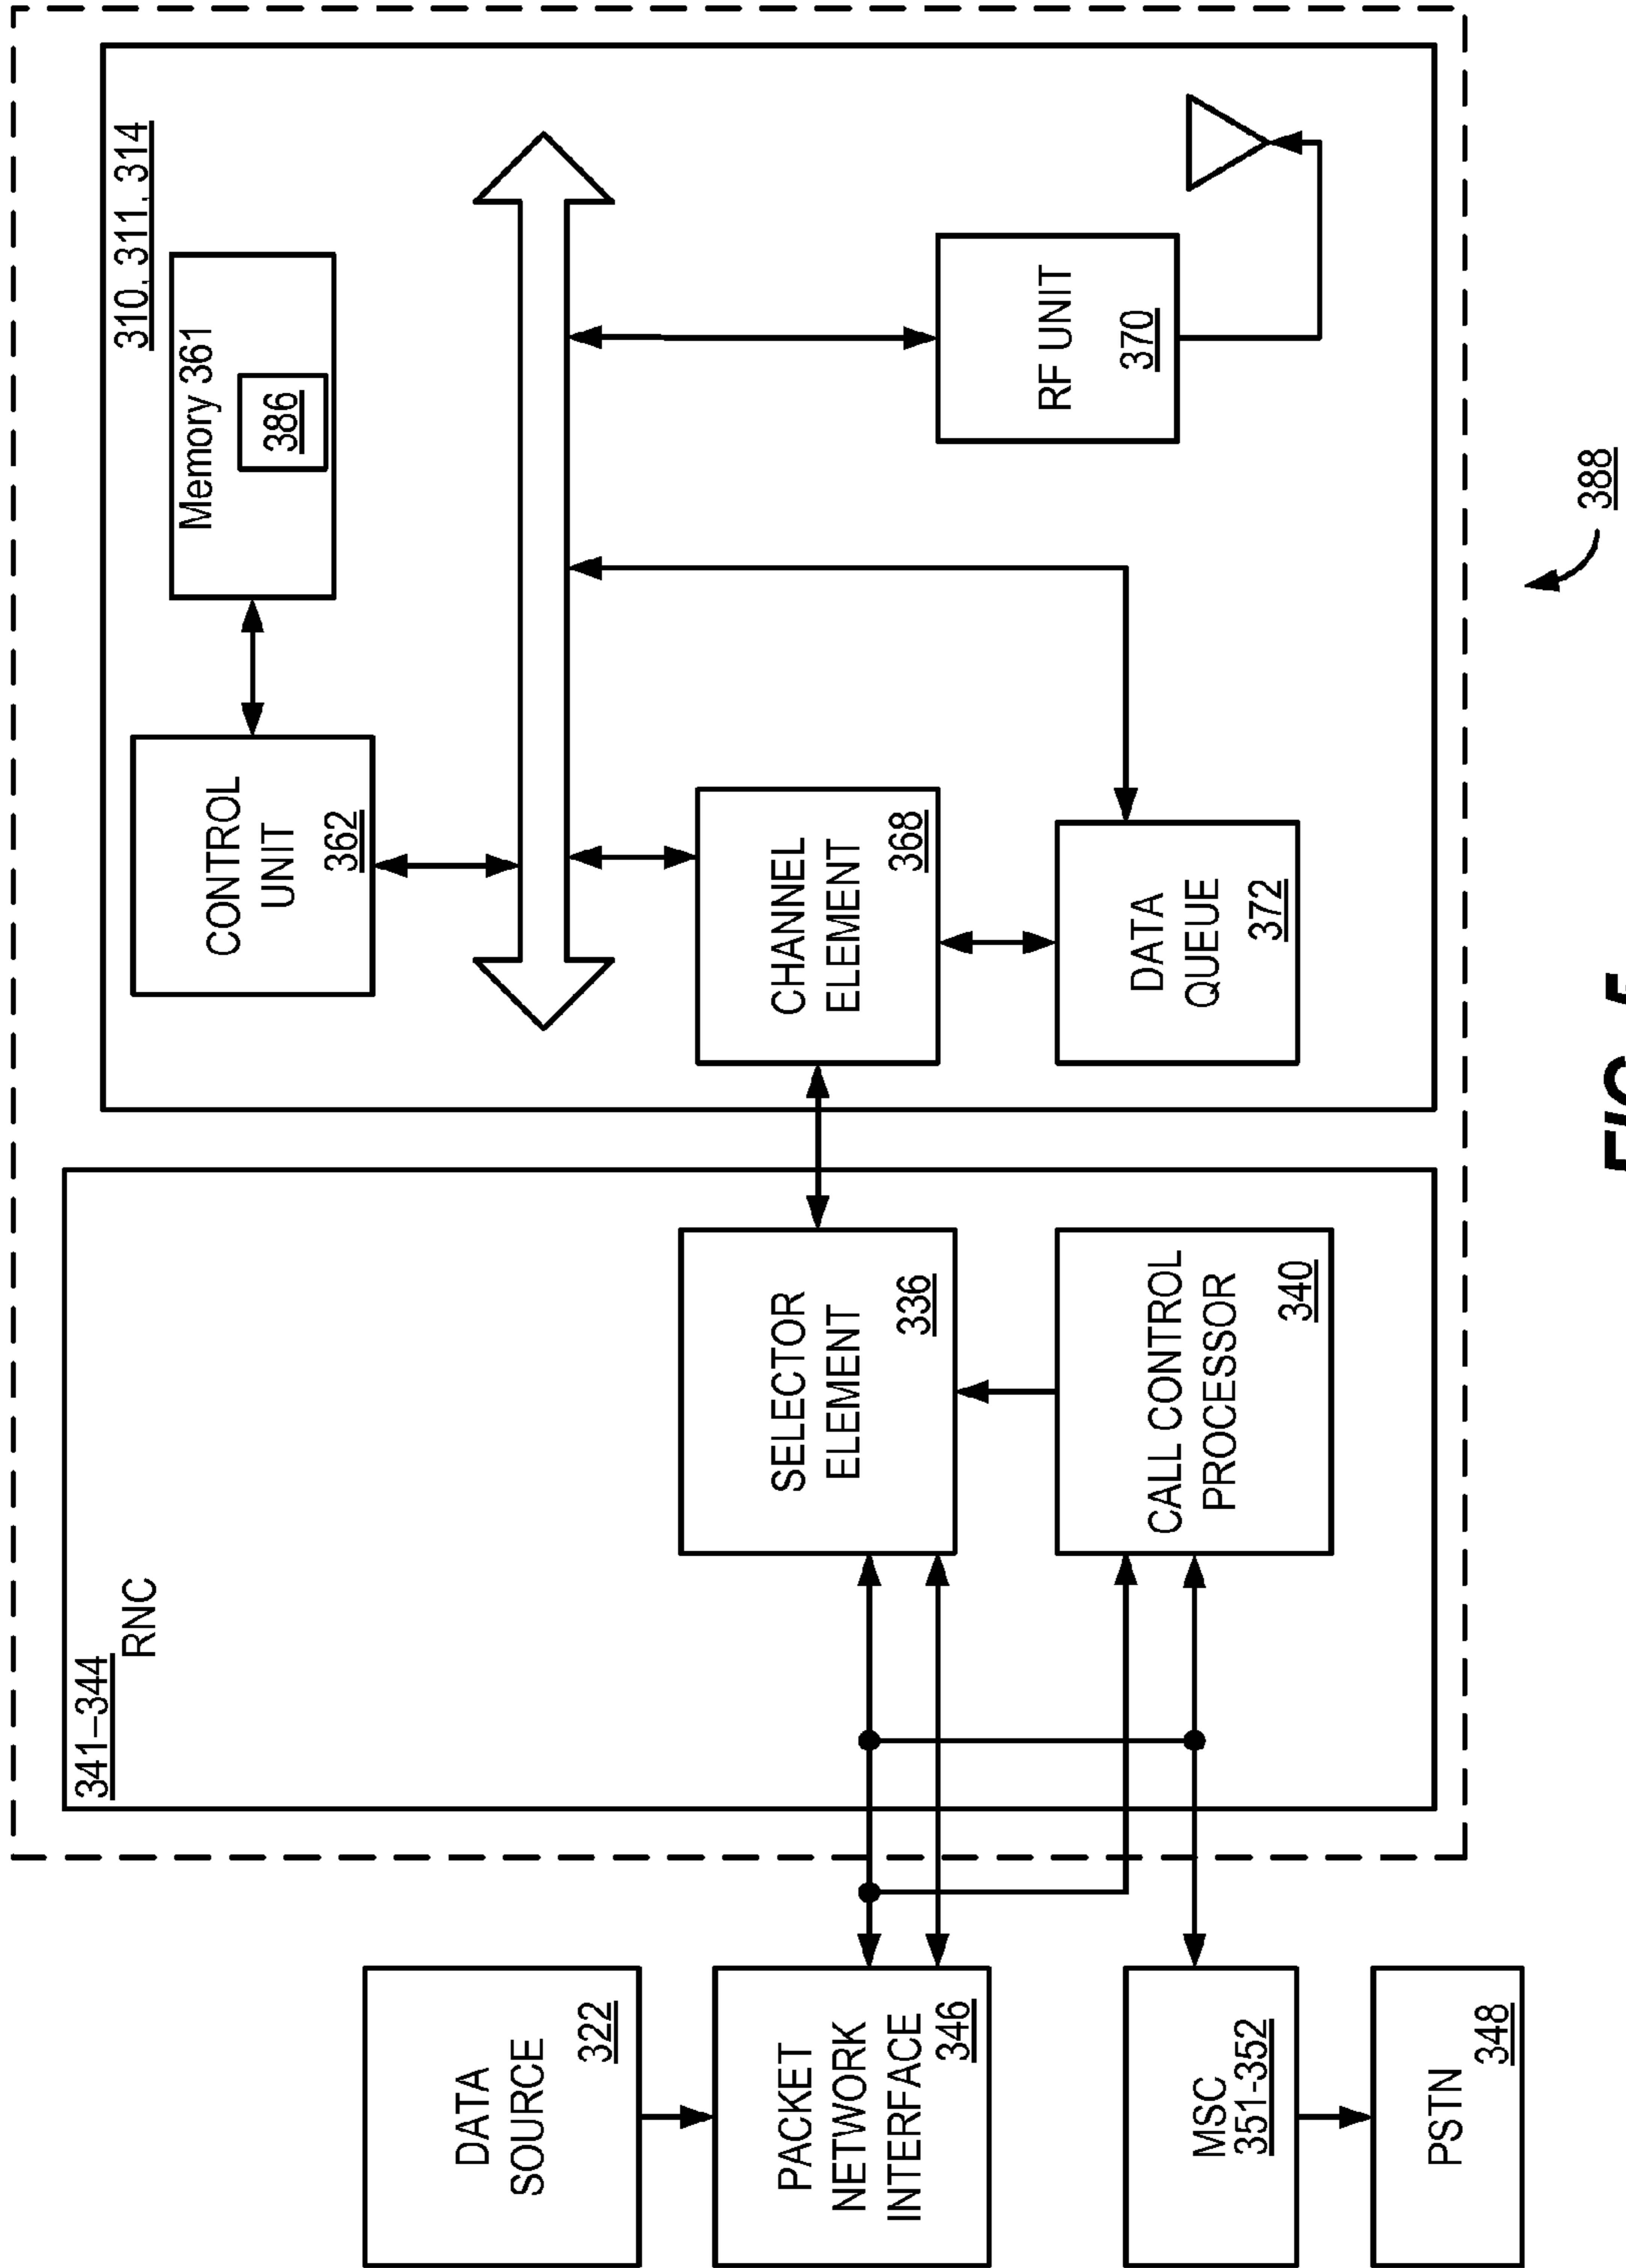 341–344
RNC
310, 311, 314
CONTROL
UNIT
362
Memory 361
386
DATA
SOURCE
322
PACKET
NETWORK
INTERFACE
346
SELECTOR
ELEMENT
336
CHANNEL
ELEMENT
368
RF UNIT
370
MSC
351-352
CALL CONTROL
PROCESSOR
340
DATA
QUEUE
372
PSTN
348
388
FIG. 5